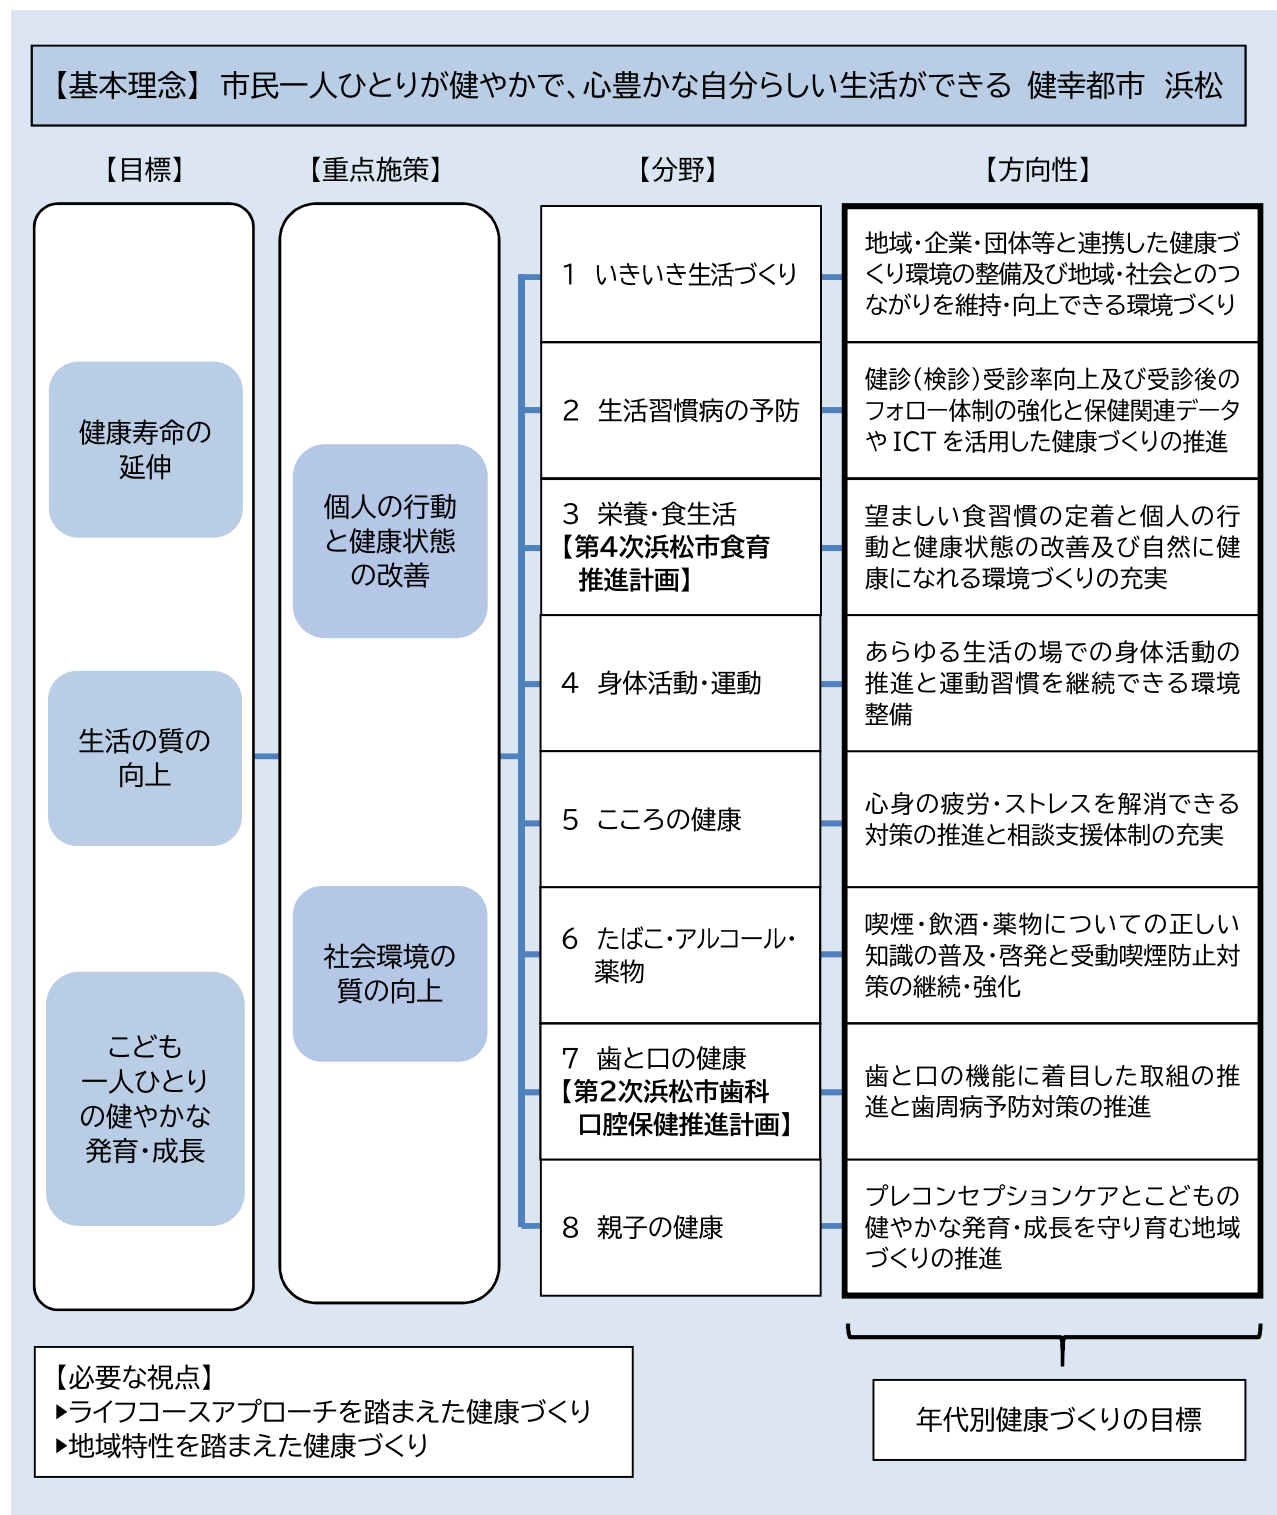 【基本理念】 市民一人ひとりが健やかで、心豊かな自分らしい生活ができる 健幸都市 浜松
【目標】
健康寿命の
延伸
生活の質の
向上
こども
一人ひとり
の健やかな
発育・成長
【重点施策】
個人の行動
と健康状態
の改善
社会環境の
質の向上
【分野】
【方向性】
1 いきいき生活づくり
地域・企業・団体等と連携した健康づ
くり環境の整備及び地域・社会とのつ
ながりを維持・向上できる環境づくり
2 生活習慣病の予防
健診(検診)受診率向上及び受診後の
フォロー体制の強化と保健関連データ
や ICT を活用した健康づくりの推進
3 栄養・食生活
【第4次浜松市食育
推進計画】
望ましい食習慣の定着と個人の行
動と健康状態の改善及び自然に健
康になれる環境づくりの充実
4 身体活動・運動
あらゆる生活の場での身体活動の
推進と運動習慣を継続できる環境
整備
5 こころの健康
心身の疲労・ストレスを解消できる
対策の推進と相談支援体制の充実
6 たばこ・アルコール・
薬物
喫煙・飲酒・薬物についての正しい
知識の普及・啓発と受動喫煙防止対
策の継続・強化
7 歯と口の健康
【第2次浜松市歯科
口腔保健推進計画】
歯と口の機能に着目した取組の推
進と歯周病予防対策の推進
8 親子の健康
プレコンセプションケアとこどもの
健やかな発育・成長を守り育む地域
づくりの推進
【必要な視点】
▶ライフコースアプローチを踏まえた健康づくり
▶地域特性を踏まえた健康づくり
年代別健康づくりの目標